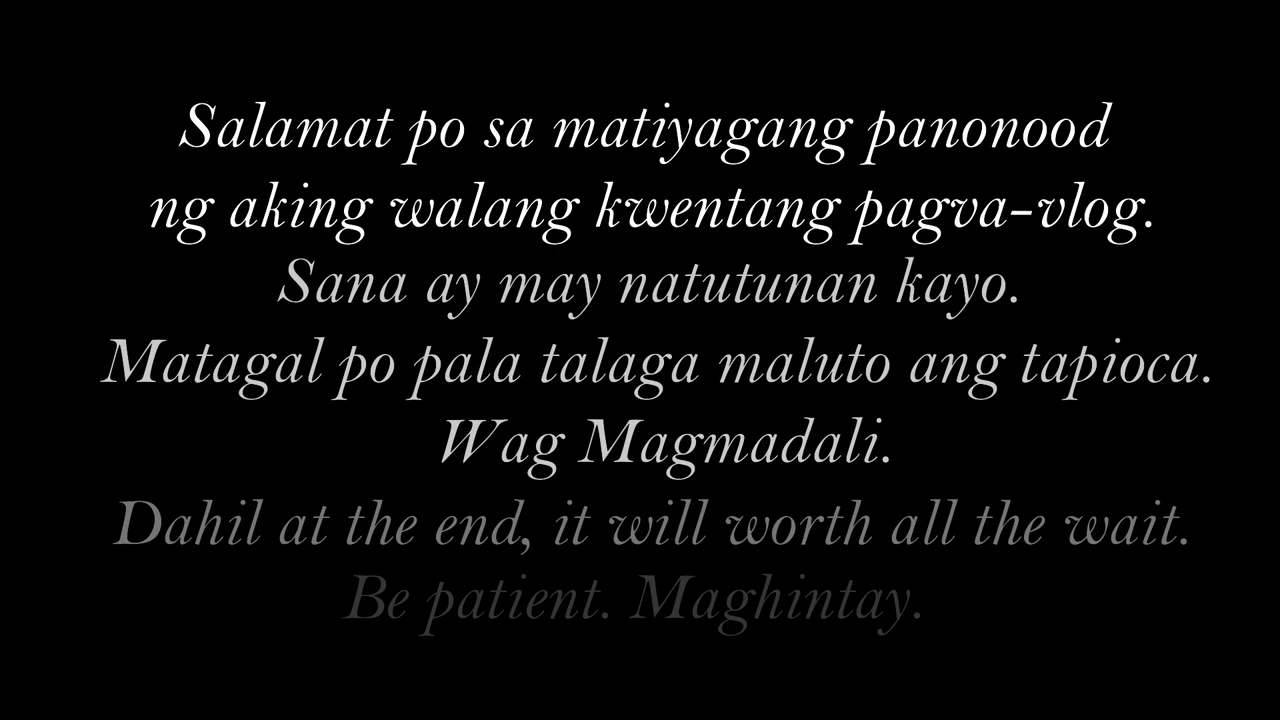 Salamat po sa matiyagang panonood
ng aking walang kwentang pagva-vlog.
Sana ay may natutunan kayo.
Matagal po pala talaga maluto ang tapioca.
Wag Magmadali.
Dahil at the end, it will worth all the wait.
Be patient. Maghintay.